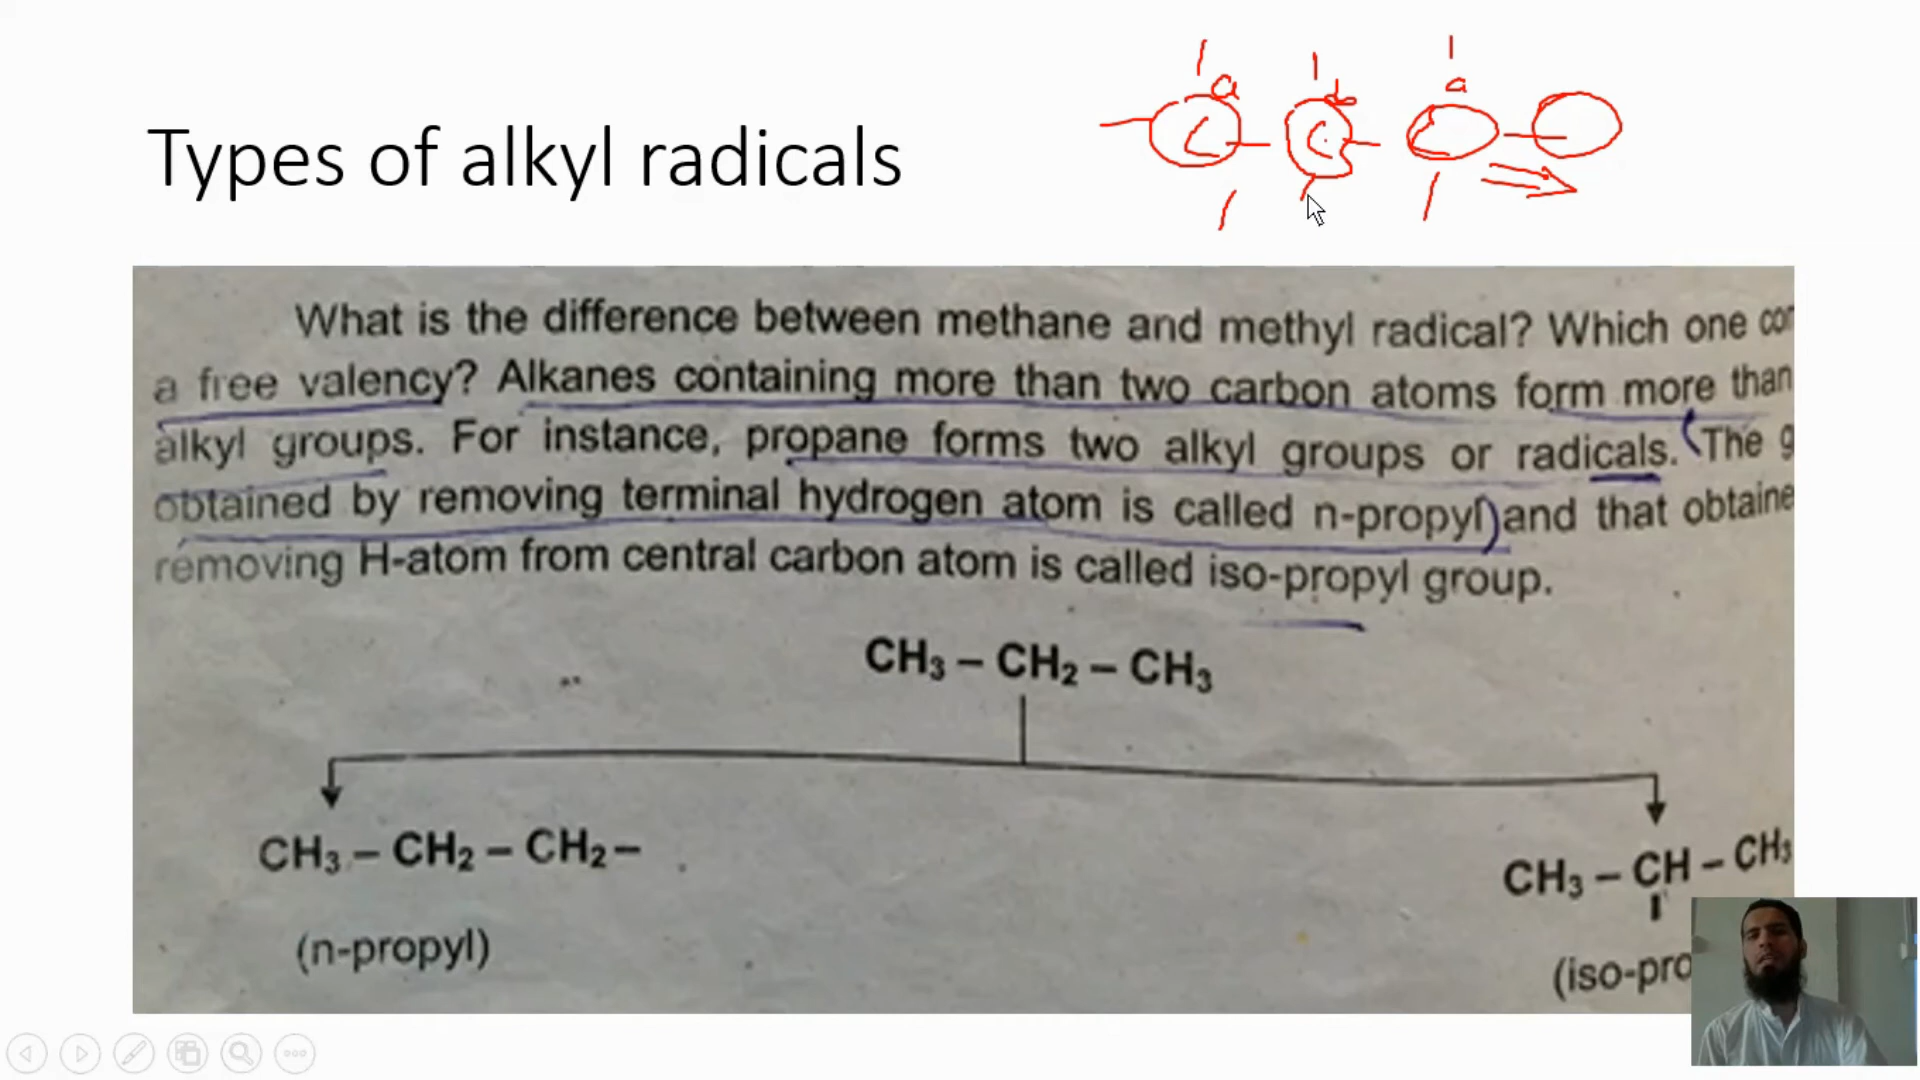 Types of alkyl radicals
a b a
C C C
What is the difference between methane and methyl radical? Which one
a free valency? Alkanes containing more than two carbon atoms form more than
alkyl groups. For instance, propane forms two alkyl groups or radicals. The
obtained by removing terminal hydrogen atom is called n-propyl) and that
removing H-atom from central carbon atom is called iso-propyl group.
CH₃ – CH₂ – CH₃
CH₃ – CH₂ – CH₂ –
CH₃ – CH – CH₃
(n-propyl)
(iso-pro